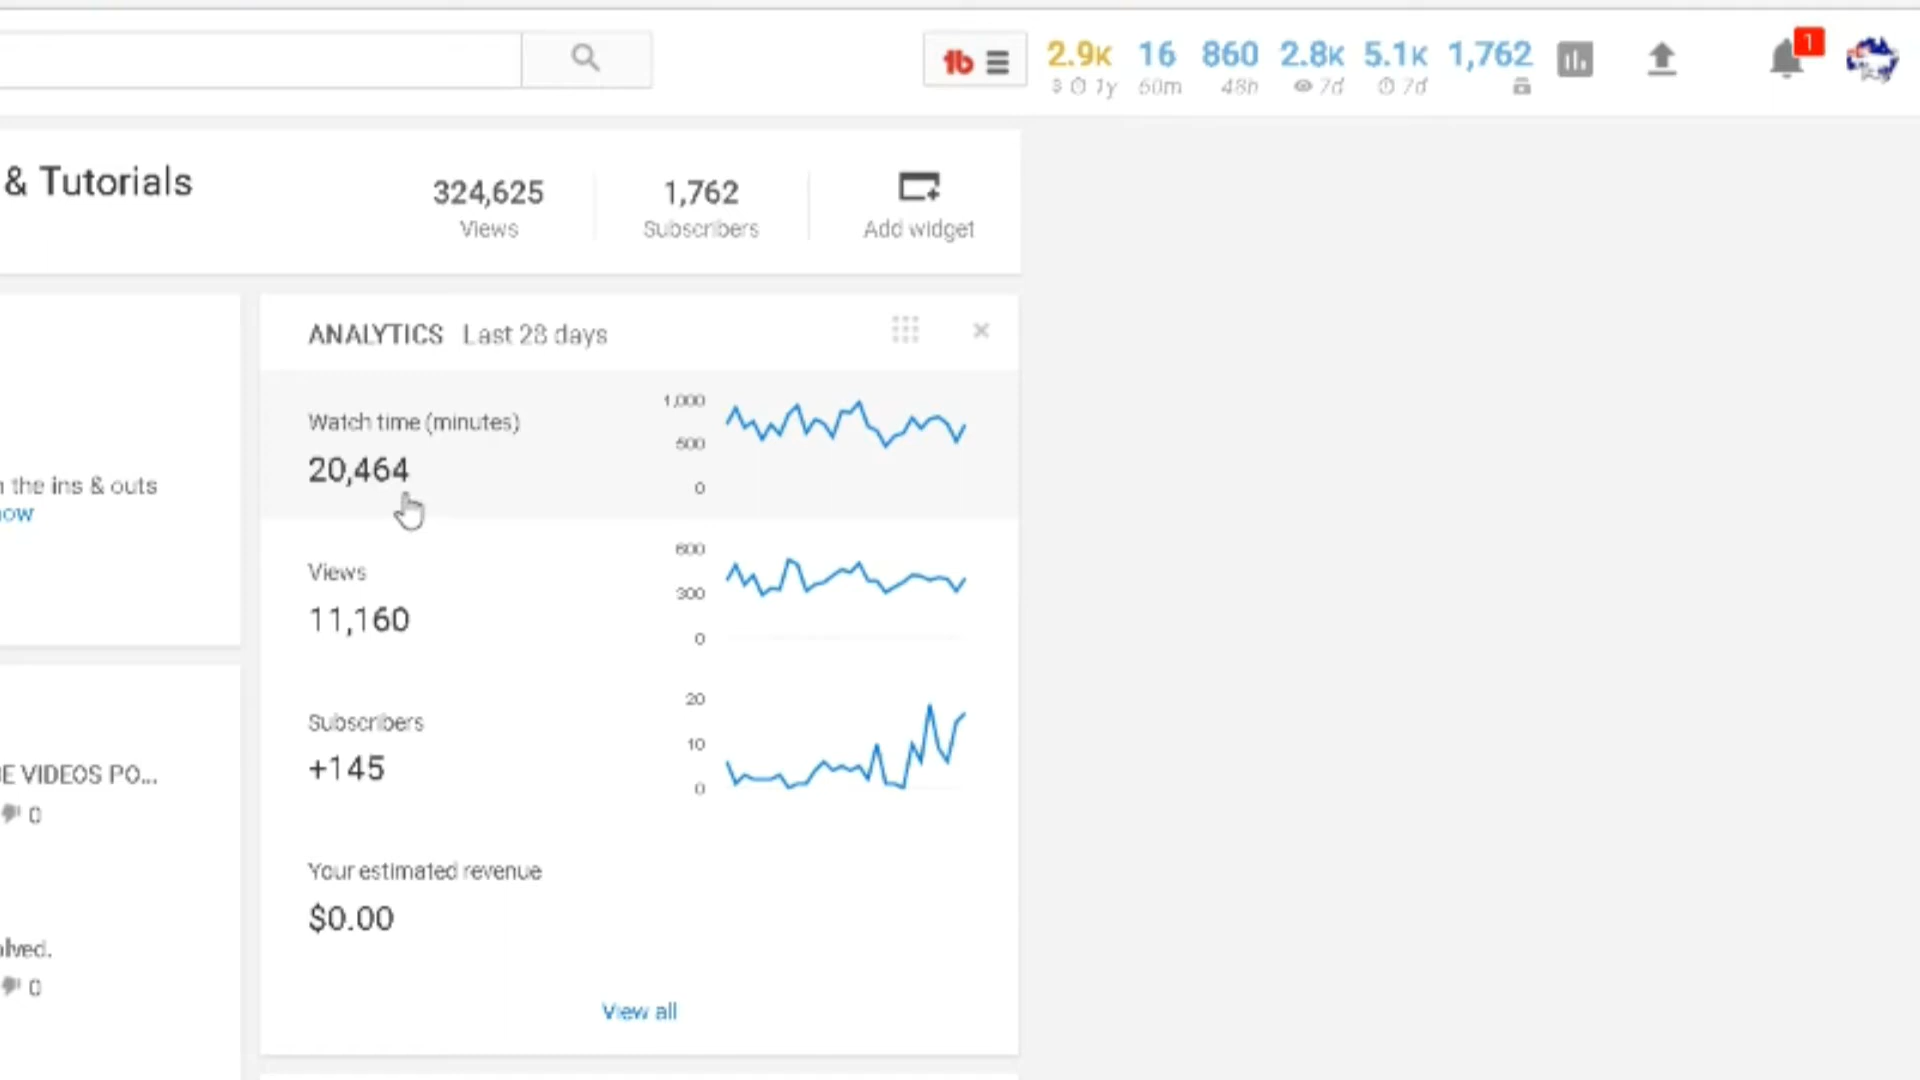 tb 2.9K 16 860 2.8K 5.1K 1,762 1
1y 60m 48h 7d 7d
& Tutorials
324,625 1,762
Views Subscribers Add widget
ANALYTICS Last 28 days
Watch time (minutes) 1,000
500
20,464
0
the ins & outs
Views 600
300
11,160
0
Subscribers 20
10
+145
0
VIDEOS PO...
0
Your estimated revenue
$0.00
0
View all